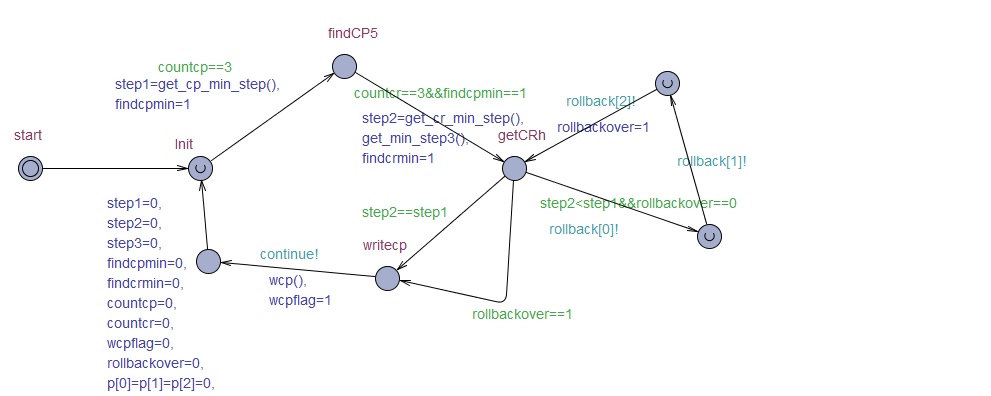 findCP5
countcp==3
step1=get_cp_min_step(),
findcpmin=1
countcr==3&&findcpmin==1
step2=get_cr_min_step(),
get_min_step3(),
findcrmin=1
getCRh
rollback[2]!
rollbackover=1
rollback[1]!
start
Init
step2<step1&&rollbackover==0
rollback[0]!
step2==step1
writecp
continue!
wcp(),
wcpflag=1
rollbackover==1
step1=0,
step2=0,
step3=0,
findcpmin=0,
findcrmin=0,
countcp=0,
countcr=0,
wcpflag=0,
rollbackover=0,
p[0]=p[1]=p[2]=0,